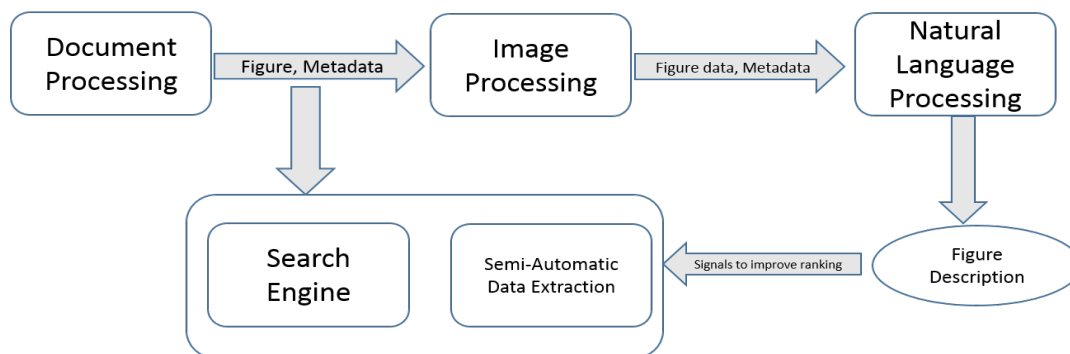 Document
Processing
Figure, Metadata
Image
Processing
Figure data, Metadata
Natural
Language
Processing
Search
Engine
Semi-Automatic
Data Extraction
Signals to improve ranking
Figure
Description